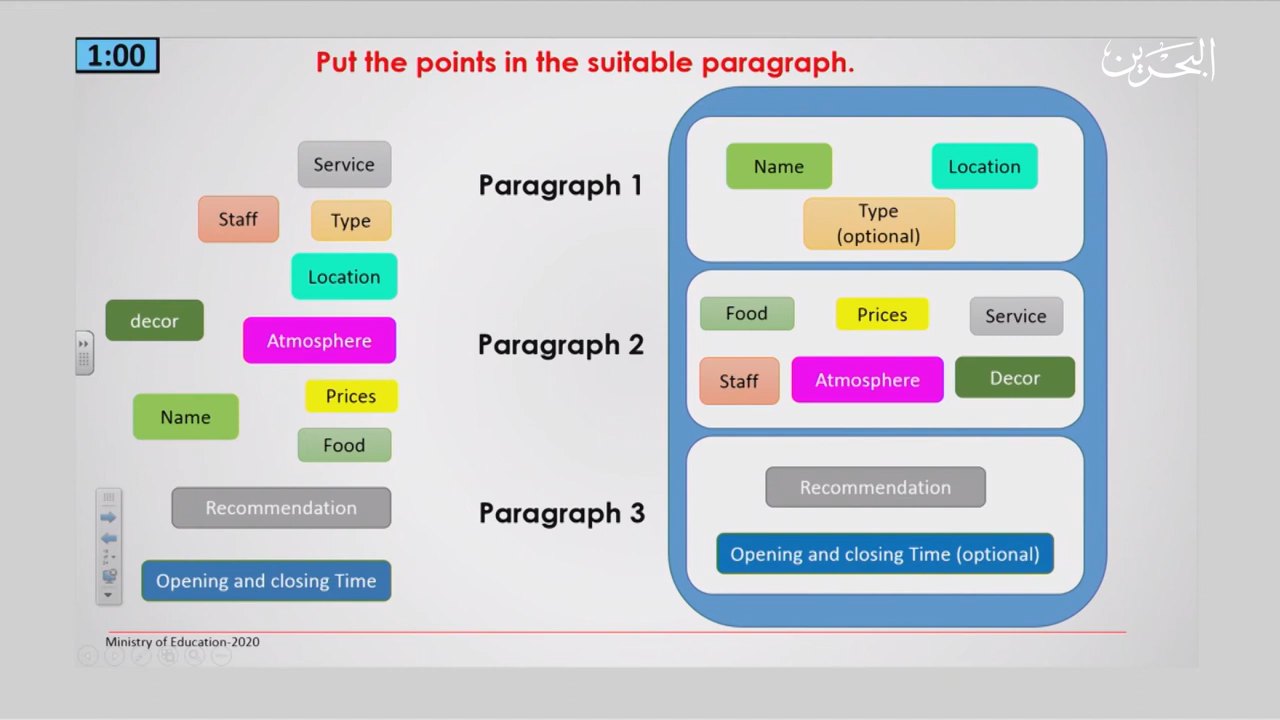 1:00
Put the points in the suitable paragraph.
البحرين
Service
Staff
Type
Location
decor
Atmosphere
Prices
Name
Food
Recommendation
Opening and closing Time
Paragraph 1
Name
Location
Type
(optional)
Paragraph 2
Food
Prices
Service
Staff
Atmosphere
Decor
Paragraph 3
Recommendation
Opening and closing Time (optional)
Ministry of Education-2020